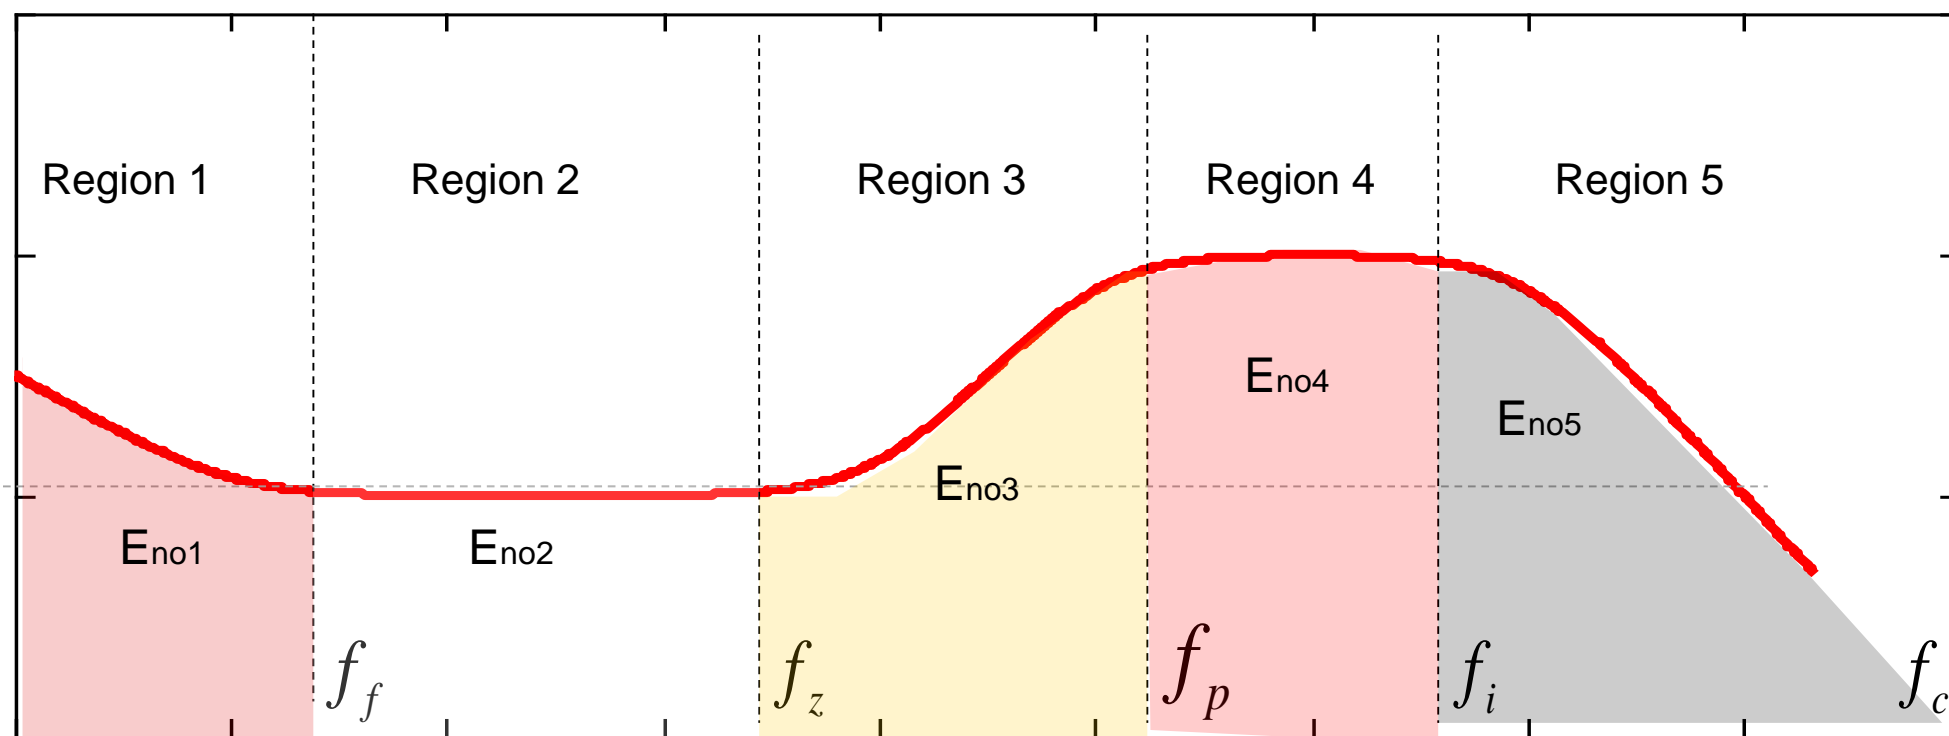 Region 1 Region 2 Region 3 Region 4 Region 5
Eno4
Eno5
Eno3
Eno1 Eno2
ff fz fp fi fc